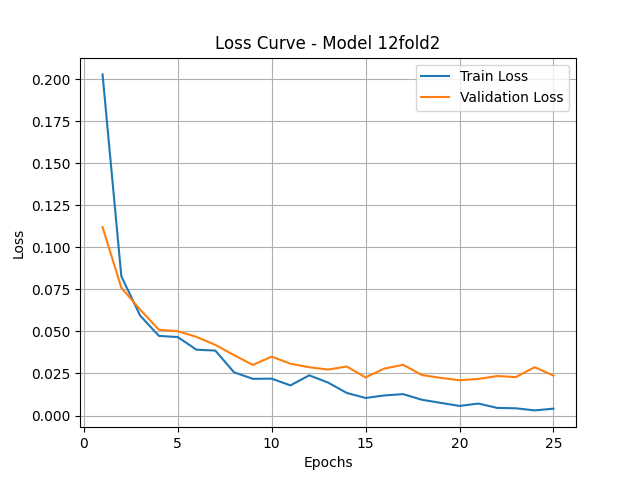 Loss Curve - Model 12fold2
Train Loss
Validation Loss
0.200
0.175
0.150
0.125
0.100
0.075
0.050
0.025
0.000
Loss
0 5 10 15 20 25
Epochs